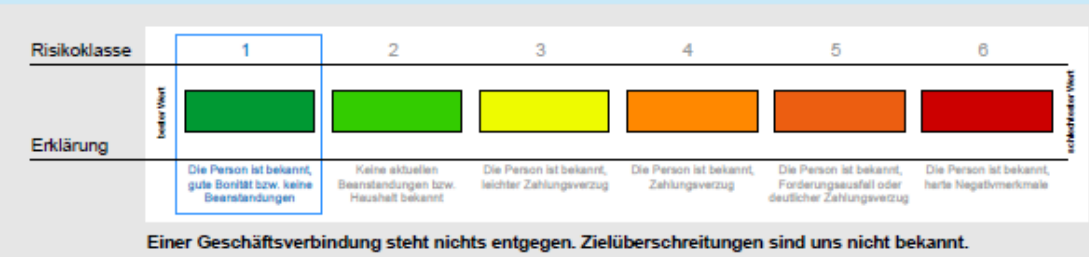 Risikoklasse 1 2 3 4 5 6
bester Wert
schlechtester Wert
Erklärung
Die Person ist bekannt,
gute Bonität bzw. keine
Beanstandungen
Keine aktuellen
Beanstandungen bzw.
Haushalt bekannt
Die Person ist bekannt,
leichter Zahlungsverzug
Die Person ist bekannt,
Zahlungsverzug
Die Person ist bekannt,
Forderungsausfall oder
deutlicher Zahlungsverzug
Die Person ist bekannt,
harte Negativmerkmale
Einer Geschäftsverbindung steht nichts entgegen. Zielüberschreitungen sind uns nicht bekannt.